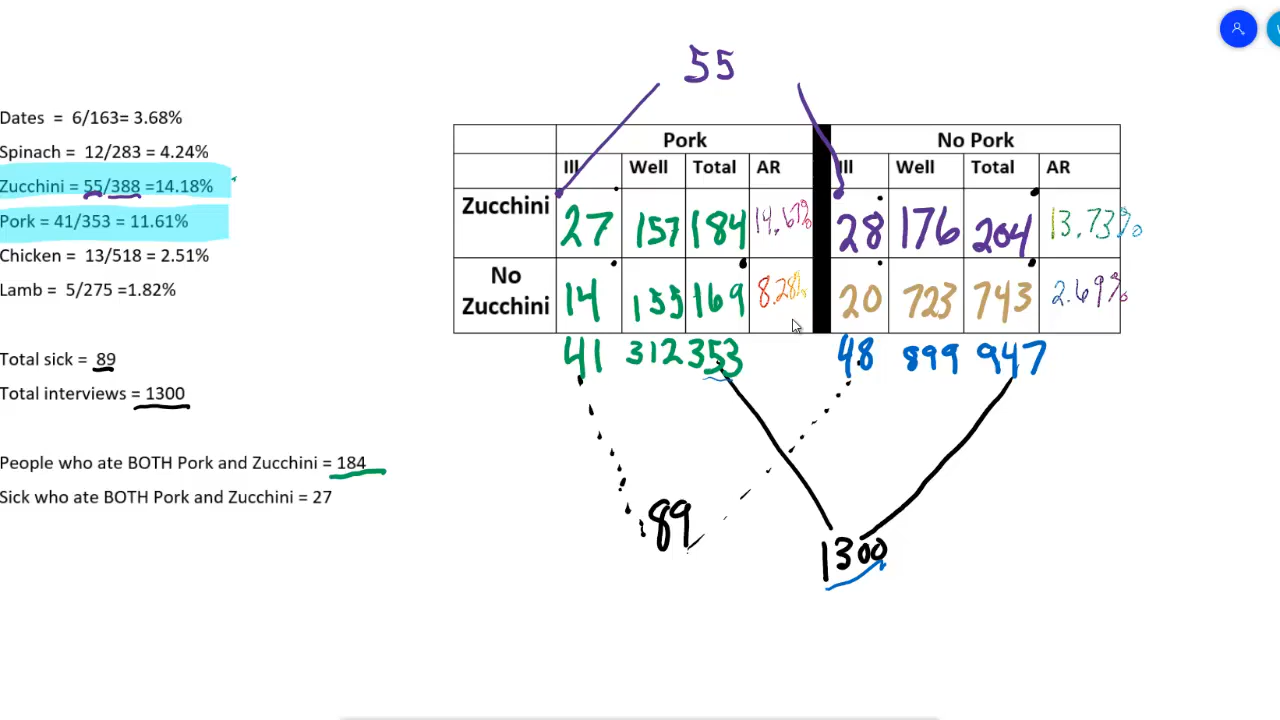 55
Dates = 6/163= 3.68%
Spinach = 12/283 = 4.24%
Zucchini = 55/388 =14.18%
Pork = 41/353 = 11.61%
Chicken = 13/518 = 2.51%
Lamb = 5/275 =1.82%
Total sick = 89
Total interviews = 1300
People who ate BOTH Pork and Zucchini = 184
Sick who ate BOTH Pork and Zucchini = 27
Pork No Pork
Ill Well Total AR Ill Well Total AR
Zucchini 27 157 184 14.67% 28 176 204 13.73%
No
Zucchini 14 155 169 8.28% 20 723 743 2.69%
41 312 353 48 899 947
89
1300